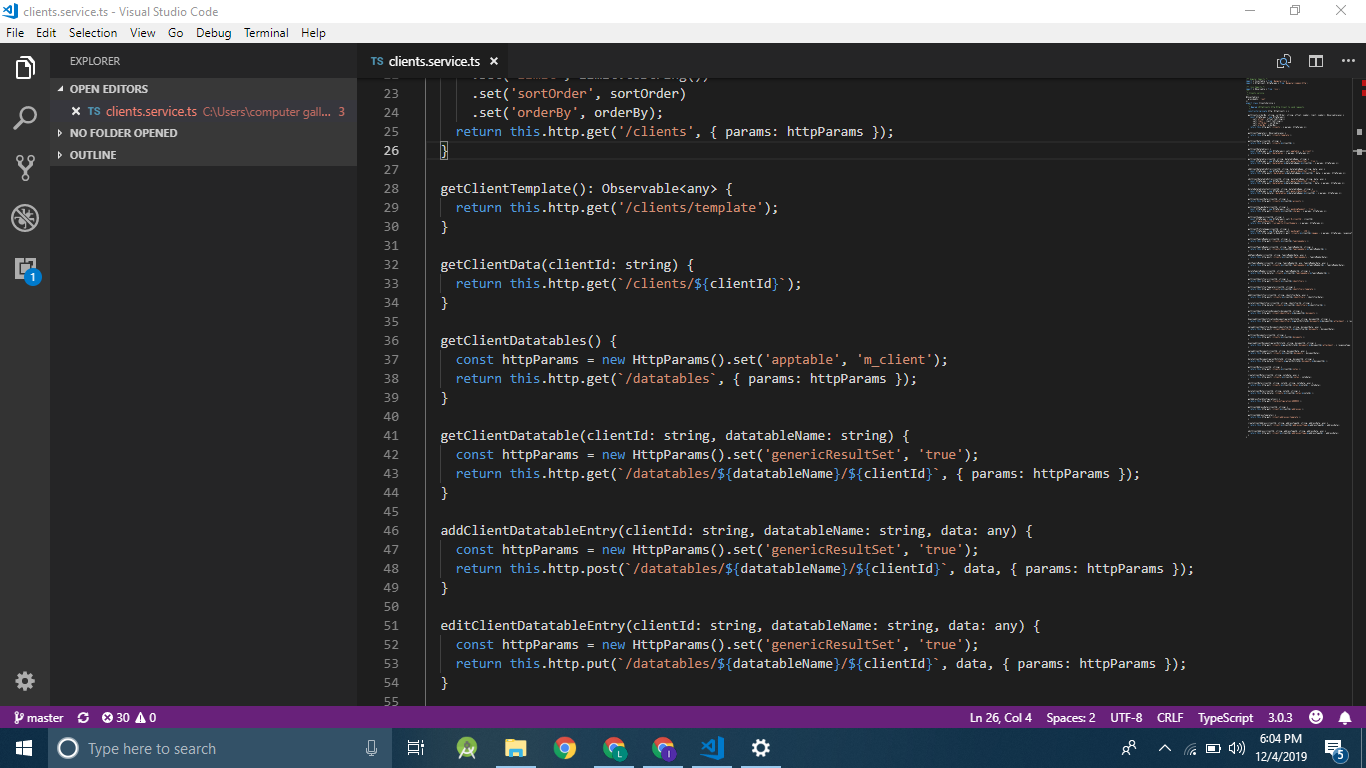 clients.service.ts - Visual Studio Code
File Edit Selection View Go Debug Terminal Help
EXPLORER
OPEN EDITORS
TS clients.service.ts C:\Users\computer gall... 3
NO FOLDER OPENED
OUTLINE
1
TS clients.service.ts
23 .set('sortOrder', sortOrder)
24 .set('orderBy', orderBy);
25 return this.http.get('/clients', { params: httpParams });
26 }
27
28 getClientTemplate(): Observable<any> {
29 return this.http.get('/clients/template');
30 }
31
32 getClientData(clientId: string) {
33 return this.http.get(`/clients/${clientId}`);
34 }
35
36 getClientDatatables() {
37 const httpParams = new HttpParams().set('apptable', 'm_client');
38 return this.http.get(`/datatables`, { params: httpParams });
39 }
40
41 getClientDatatable(clientId: string, datatableName: string) {
42 const httpParams = new HttpParams().set('genericResultSet', 'true');
43 return this.http.get(`/datatables/${datatableName}/${clientId}`, { params: httpParams });
44 }
45
46 addClientDatatableEntry(clientId: string, datatableName: string, data: any) {
47 const httpParams = new HttpParams().set('genericResultSet', 'true');
48 return this.http.post(`/datatables/${datatableName}/${clientId}`, data, { params: httpParams });
49 }
50
51 editClientDatatableEntry(clientId: string, datatableName: string, data: any) {
52 const httpParams = new HttpParams().set('genericResultSet', 'true');
53 return this.http.put(`/datatables/${datatableName}/${clientId}`, data, { params: httpParams });
54 }
55
master 30 0 Ln 26, Col 4 Spaces: 2 UTF-8 CRLF TypeScript 3.0.3
Type here to search
L
I
6:04 PM
12/4/2019
5